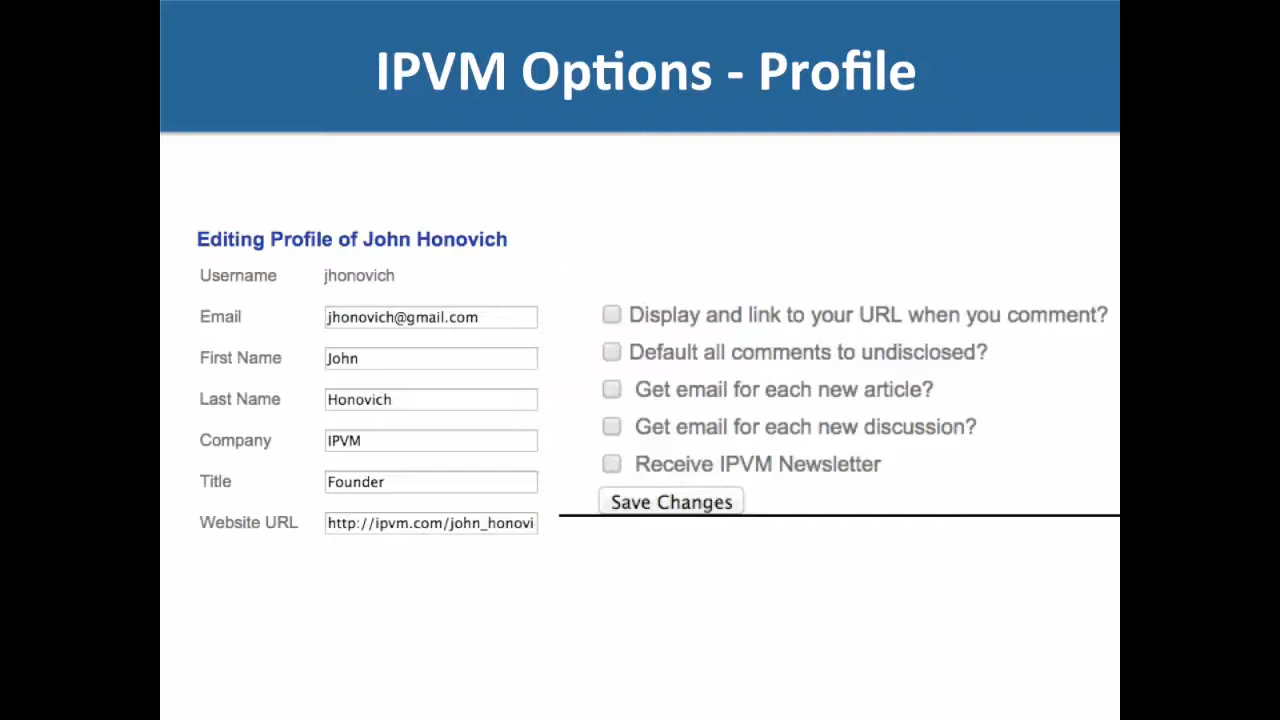 IPVM Options - Profile
Editing Profile of John Honovich
Username jhonovich
Email jhonovich@gmail.com
First Name John
Last Name Honovich
Company IPVM
Title Founder
Website URL http://ipvm.com/john_honovi
Display and link to your URL when you comment?
Default all comments to undisclosed?
Get email for each new article?
Get email for each new discussion?
Receive IPVM Newsletter
Save Changes